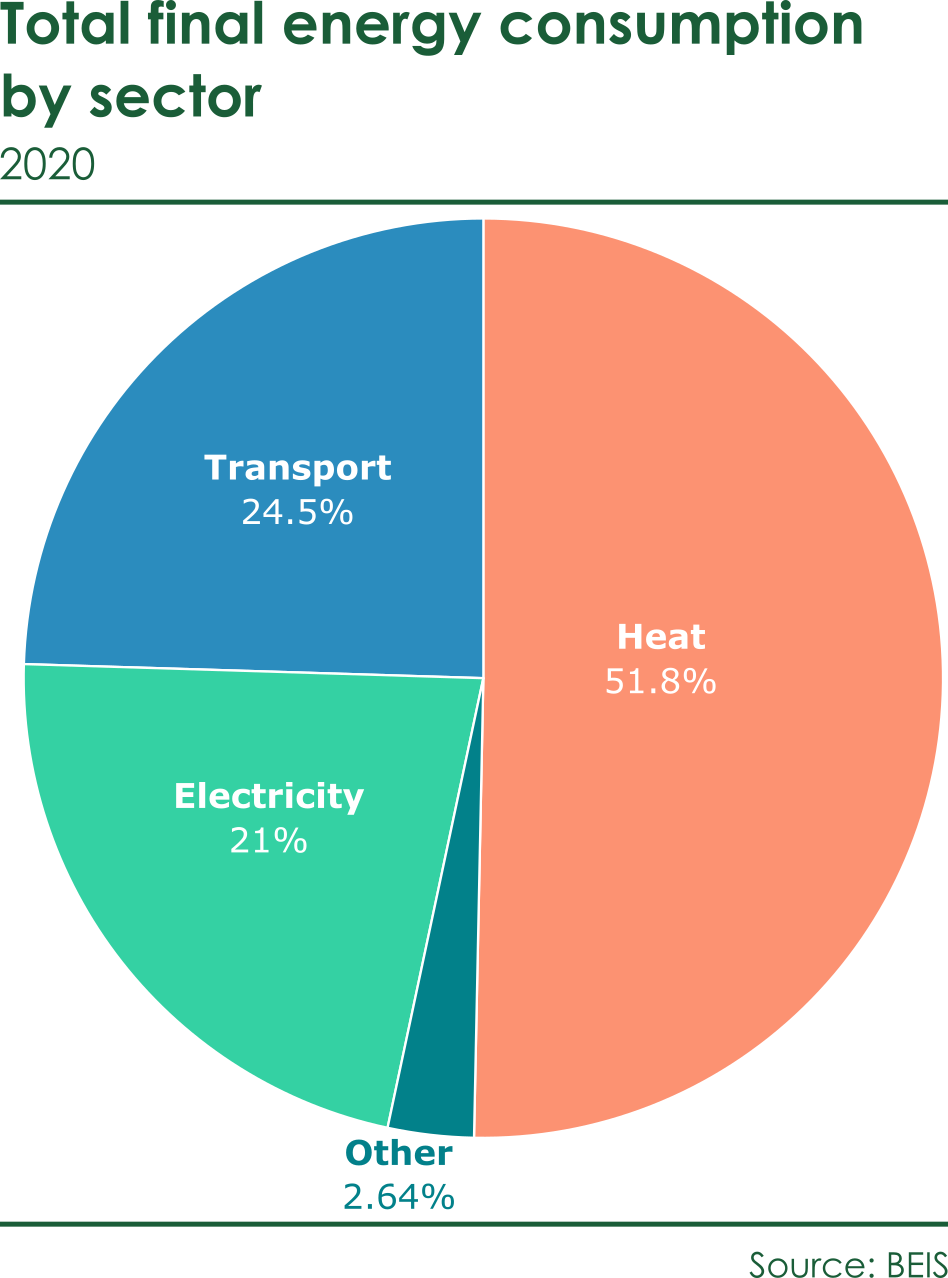 Total final energy consumption
by sector
2020
Transport
24.5%
Heat
51.8%
Electricity
21%
Other
2.64%
Source: BEIS